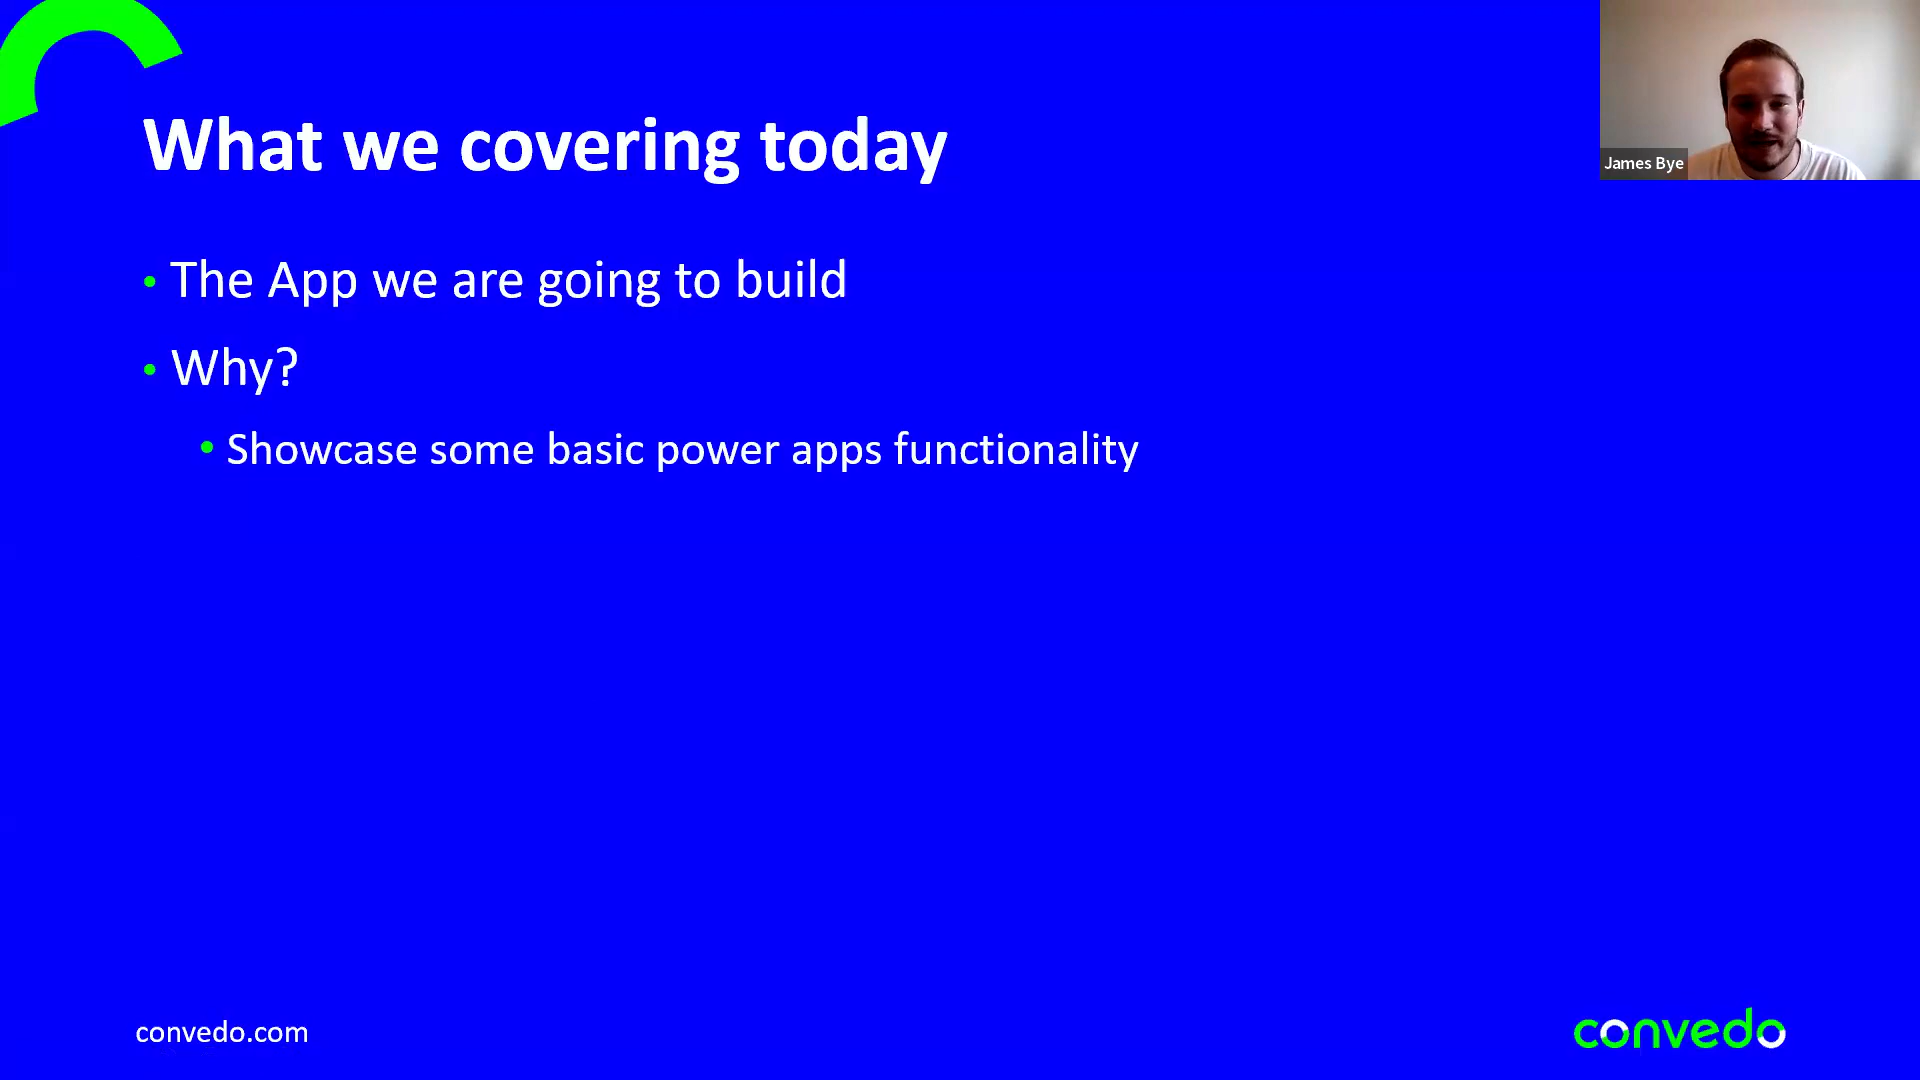 What we covering today
James Bye
• The App we are going to build
• Why?
• Showcase some basic power apps functionality
convedo.com
convedo